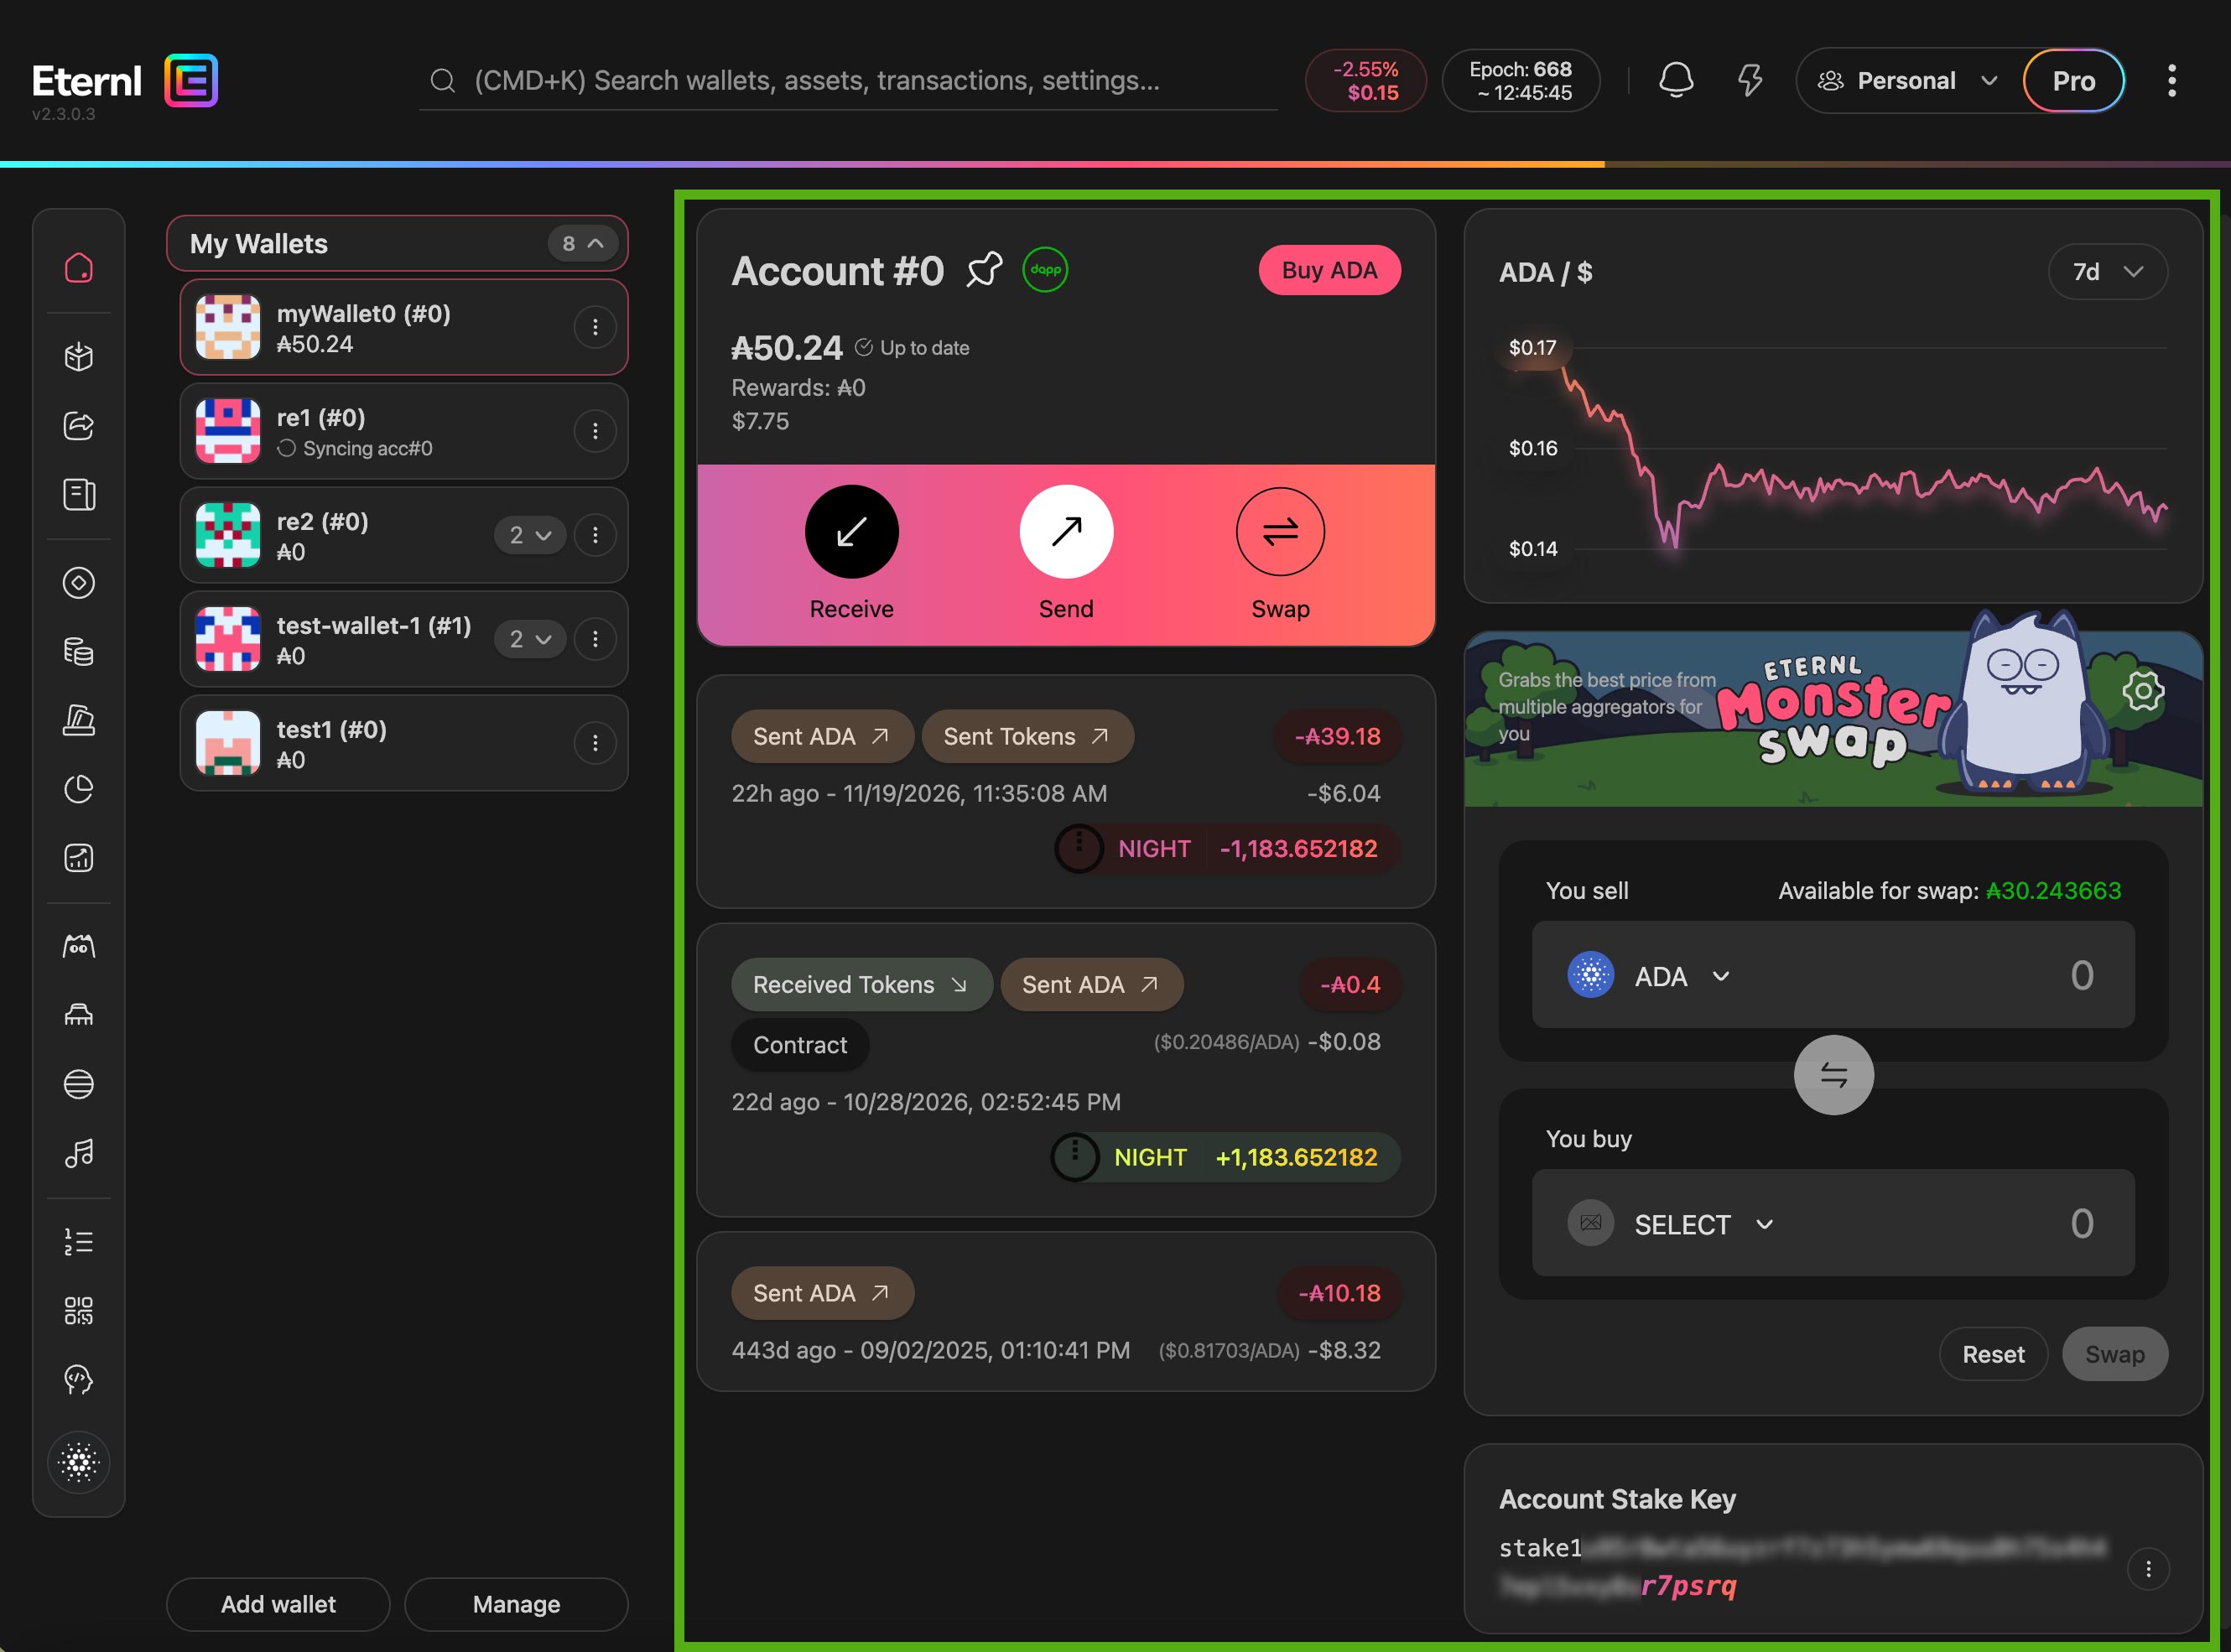 Eternl
v2.3.0.3
(CMD+K) Search wallets, assets, transactions, settings...
-2.55%
$0.15
Epoch: 668
~ 12:45:45
Personal
Pro
My Wallets
8
myWallet0 (#0)
₳50.24
re1 (#0)
Syncing acc#0
re2 (#0)
₳0
2
test-wallet-1 (#1)
₳0
2
test1 (#0)
₳0
Add wallet
Manage
Account #0
dapp
Buy ADA
₳50.24 Up to date
Rewards: ₳0
$7.75
Receive
Send
Swap
Sent ADA
Sent Tokens
-₳39.18
22h ago - 11/19/2026, 11:35:08 AM
-$6.04
NIGHT -1,183.652182
Received Tokens
Sent ADA
-₳0.4
Contract
($0.20486/ADA) -$0.08
22d ago - 10/28/2026, 02:52:45 PM
NIGHT +1,183.652182
Sent ADA
-₳10.18
443d ago - 09/02/2025, 01:10:41 PM
($0.81703/ADA) -$8.32
ADA / $
7d
$0.17
$0.16
$0.14
Grabs the best price from
multiple aggregators for
you
ETERNL
Monster
swap
You sell
Available for swap: ₳30.243663
ADA
0
You buy
SELECT
0
Reset
Swap
Account Stake Key
stake1
r7psrq